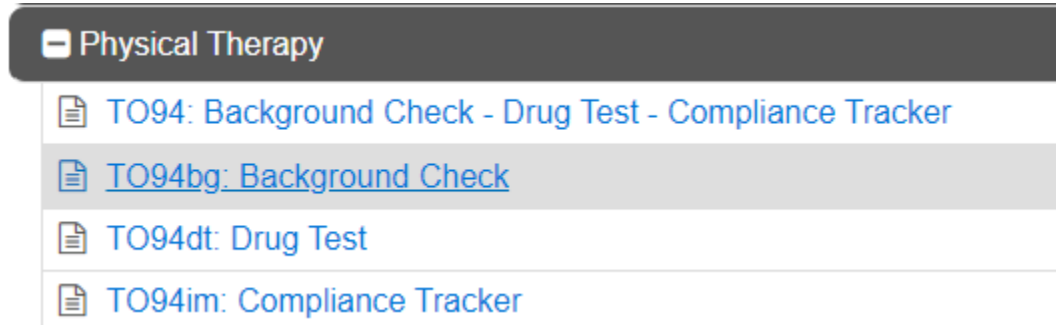 Physical Therapy
TO94: Background Check - Drug Test - Compliance Tracker
TO94bg: Background Check
TO94dt: Drug Test
TO94im: Compliance Tracker